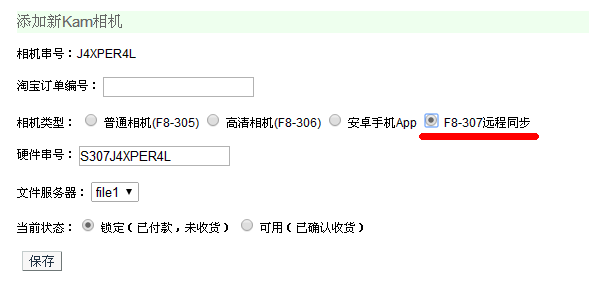 添加新Kam相机
相机串号：J4XPER4L
淘宝订单编号：
相机类型： 普通相机(F8-305) 高清相机(F8-306) 安卓手机App F8-307远程同步
硬件串号：S307J4XPER4L
文件服务器：file1
当前状态： 锁定（已付款，未收货） 可用（已确认收货）
保存